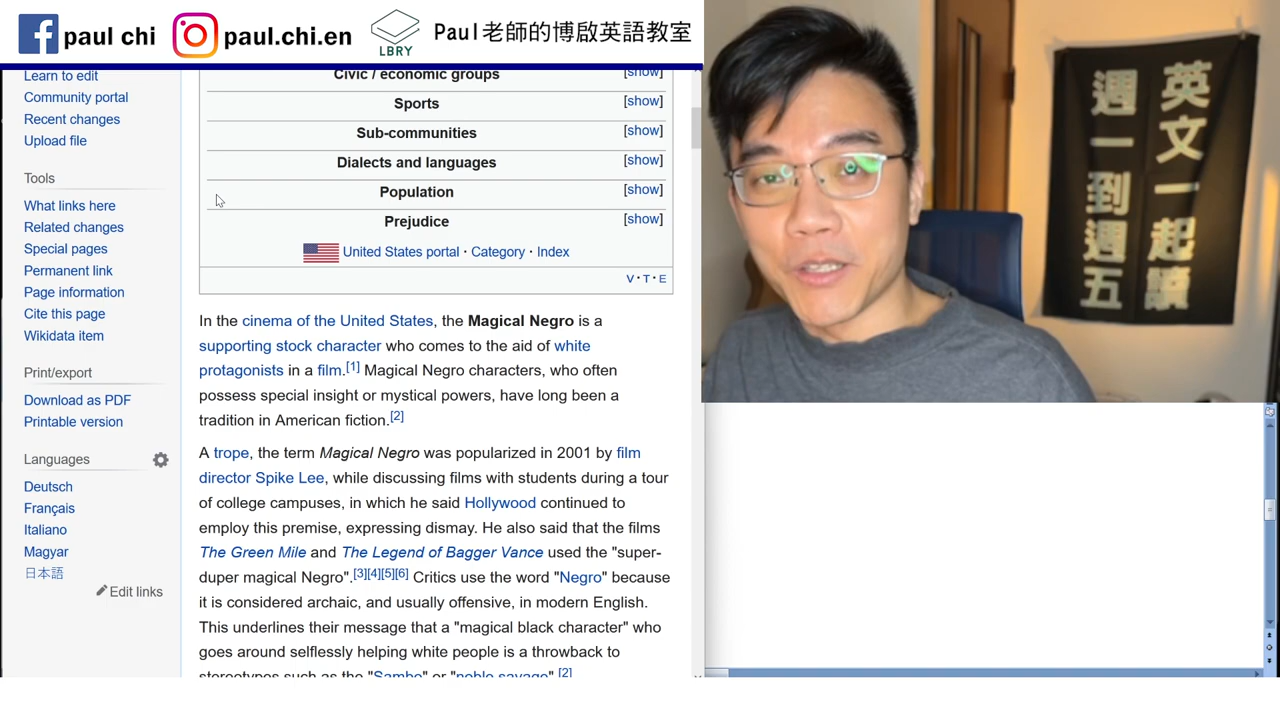 paul chi
paul.chi.en
LBRY
Paul老師的博啟英語教室
Learn to edit
Community portal
Recent changes
Upload file
Tools
What links here
Related changes
Special pages
Permanent link
Page information
Cite this page
Wikidata item
Print/export
Download as PDF
Printable version
Languages
Deutsch
Français
Italiano
Magyar
日本語
Edit links
Civic / economic groups [show]
Sports [show]
Sub-communities [show]
Dialects and languages [show]
Population [show]
Prejudice [show]
United States portal · Category · Index
V · T · E
In the cinema of the United States, the Magical Negro is a
supporting stock character who comes to the aid of white
protagonists in a film.[1] Magical Negro characters, who often
possess special insight or mystical powers, have long been a
tradition in American fiction.[2]
A trope, the term Magical Negro was popularized in 2001 by film
director Spike Lee, while discussing films with students during a tour
of college campuses, in which he said Hollywood continued to
employ this premise, expressing dismay. He also said that the films
The Green Mile and The Legend of Bagger Vance used the "super-
duper magical Negro".[3][4][5][6] Critics use the word "Negro" because
it is considered archaic, and usually offensive, in modern English.
This underlines their message that a "magical black character" who
goes around selflessly helping white people is a throwback to
stereotypes such as the "Sambo" or "noble savage".[2]
英文一起讀
週一到週五